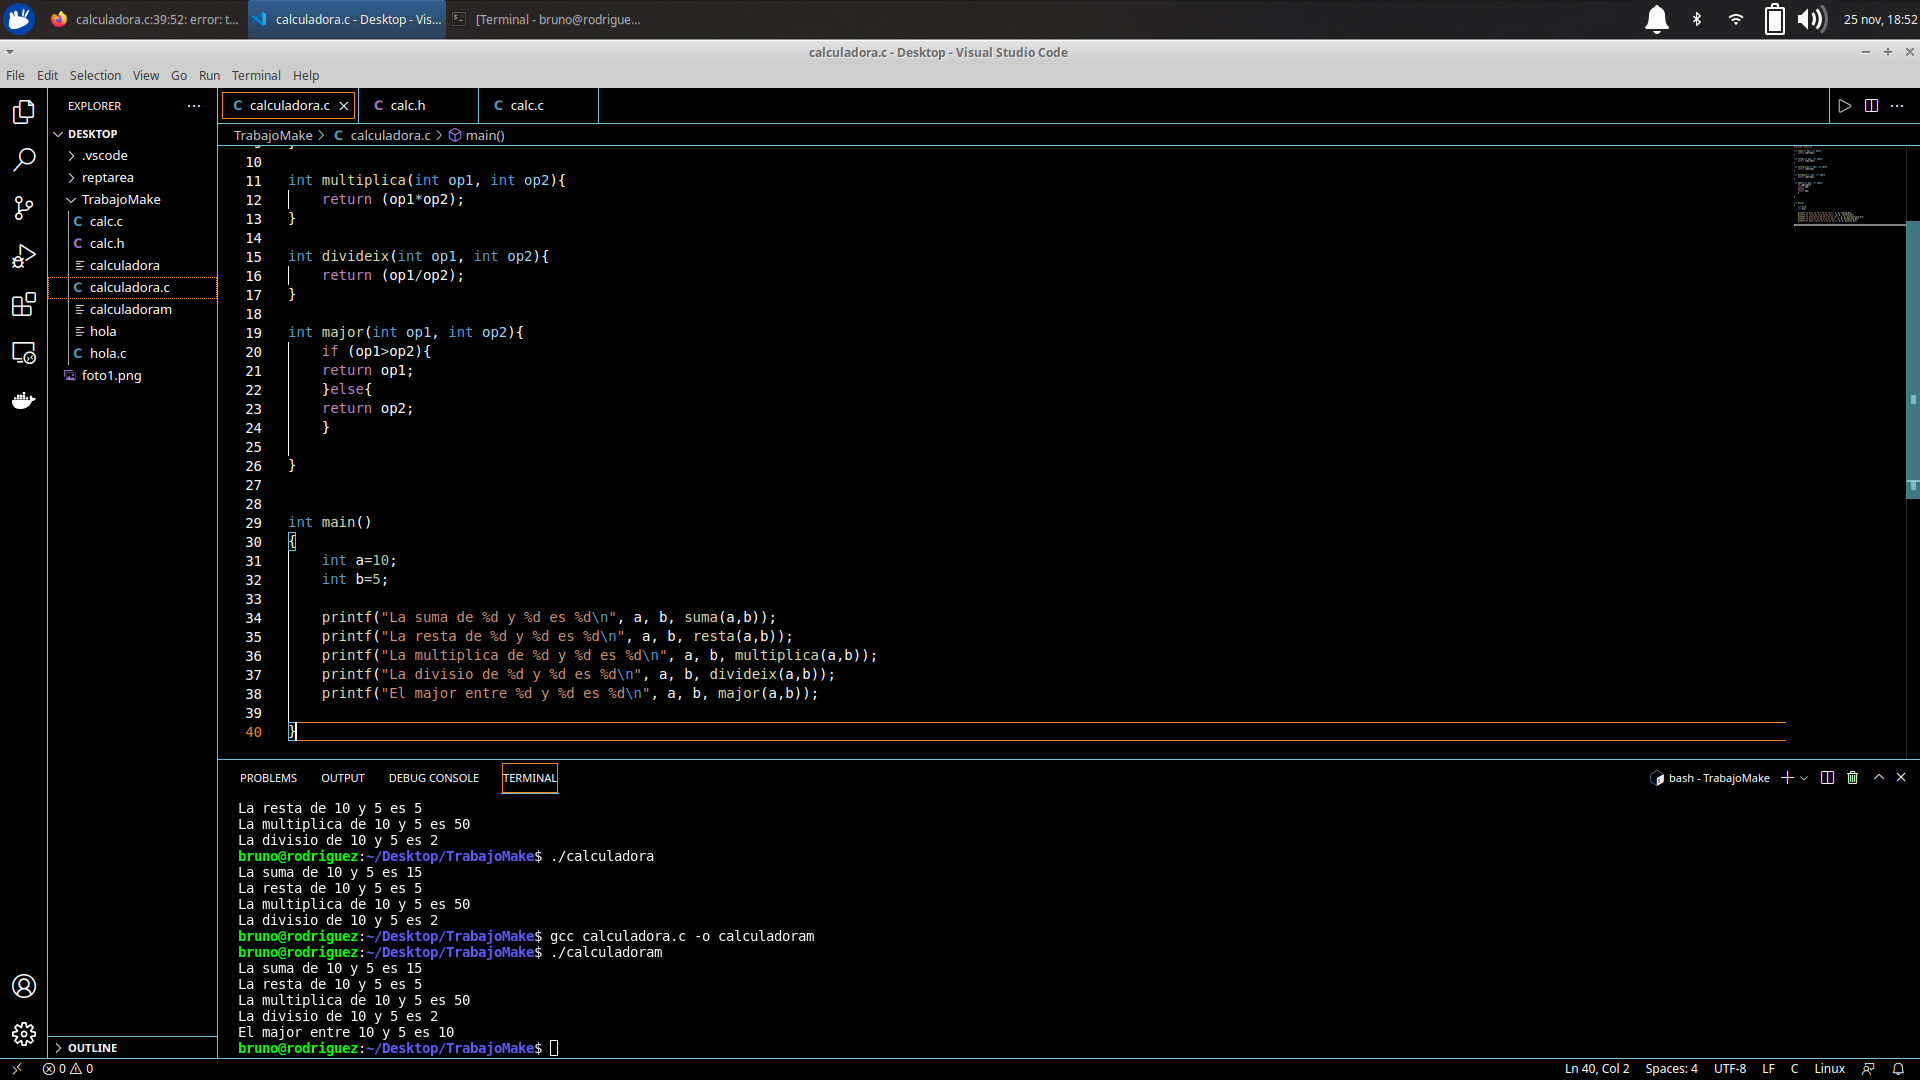 calculadora.c:39:52: error: t...
calculadora.c - Desktop - Vis...
[Terminal - bruno@rodrigue...
25 nov, 18:52
calculadora.c - Desktop - Visual Studio Code
File Edit Selection View Go Run Terminal Help
EXPLORER
DESKTOP
.vscode
reptarea
TrabajoMake
C calc.c
C calc.h
calculadora
C calculadora.c
calculadoram
hola
C hola.c
foto1.png
OUTLINE
C calculadora.c
C calc.h
C calc.c
TrabajoMake > C calculadora.c > main()
10
11 int multiplica(int op1, int op2){
12 return (op1*op2);
13 }
14
15 int divideix(int op1, int op2){
16 return (op1/op2);
17 }
18
19 int major(int op1, int op2){
20 if (op1>op2){
21 return op1;
22 }else{
23 return op2;
24 }
25
26 }
27
28
29 int main()
30 {
31 int a=10;
32 int b=5;
33
34 printf("La suma de %d y %d es %d\n", a, b, suma(a,b));
35 printf("La resta de %d y %d es %d\n", a, b, resta(a,b));
36 printf("La multiplica de %d y %d es %d\n", a, b, multiplica(a,b));
37 printf("La divisio de %d y %d es %d\n", a, b, divideix(a,b));
38 printf("El major entre %d y %d es %d\n", a, b, major(a,b));
39
40 }
PROBLEMS OUTPUT DEBUG CONSOLE TERMINAL
bash - TrabajoMake
La resta de 10 y 5 es 5
La multiplica de 10 y 5 es 50
La divisio de 10 y 5 es 2
bruno@rodriguez:~/Desktop/TrabajoMake$ ./calculadora
La suma de 10 y 5 es 15
La resta de 10 y 5 es 5
La multiplica de 10 y 5 es 50
La divisio de 10 y 5 es 2
bruno@rodriguez:~/Desktop/TrabajoMake$ gcc calculadora.c -o calculadoram
bruno@rodriguez:~/Desktop/TrabajoMake$ ./calculadoram
La suma de 10 y 5 es 15
La resta de 10 y 5 es 5
La multiplica de 10 y 5 es 50
La divisio de 10 y 5 es 2
El major entre 10 y 5 es 10
bruno@rodriguez:~/Desktop/TrabajoMake$
0 0
Ln 40, Col 2 Spaces: 4 UTF-8 LF C Linux